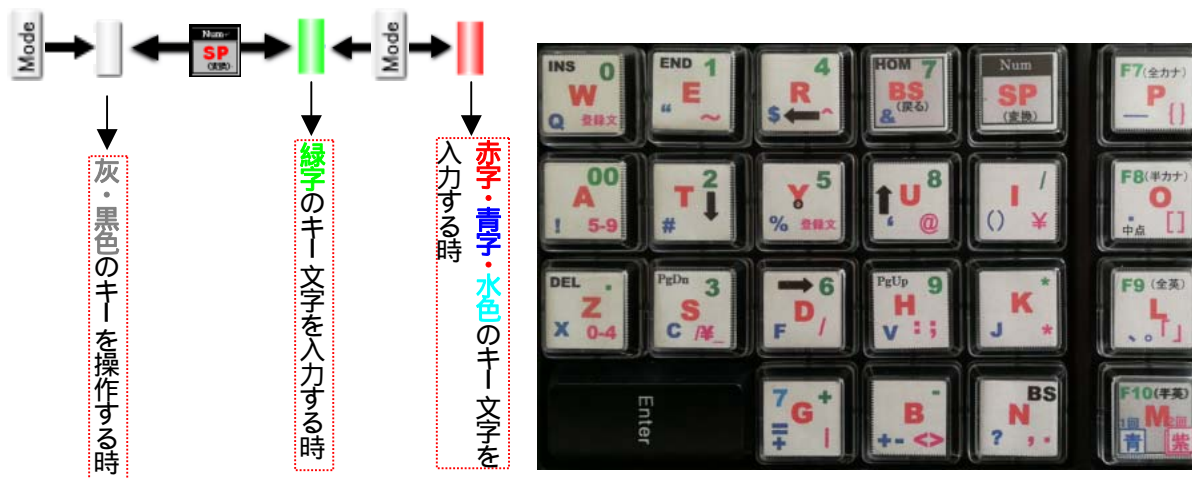 Mode
Num
SP
(変換)
Mode
灰・黒色のキーを操作する時
緑字のキー文字を入力する時
赤字・青字・水色のキー文字を
入力する時
INS 0
W
Q 登録文
END 1
E
“ ～
4
R
$ ← ^
HOM 7
BS
(戻る)
&
Num
SP
(変換)
F7(全カナ)
P
— { }
00
A
! 5-9
2
T ↓
#
5
Y
% 登録文
8
↑ U
‘ @
/
I
() ¥
F8(半カナ)
O
・ [ ]
中点
DEL .
Z
X 0-4
PgDn 3
S
C /¥_
→ 6
D
F /
PgUp 9
H
V : ;
*
K
J *
F9 (全英)
L
、。「」
Enter
7 +
G
= + |
-
B
+- <>
BS
N
? , .
F10(半英)
M
1回 2回
青 紫